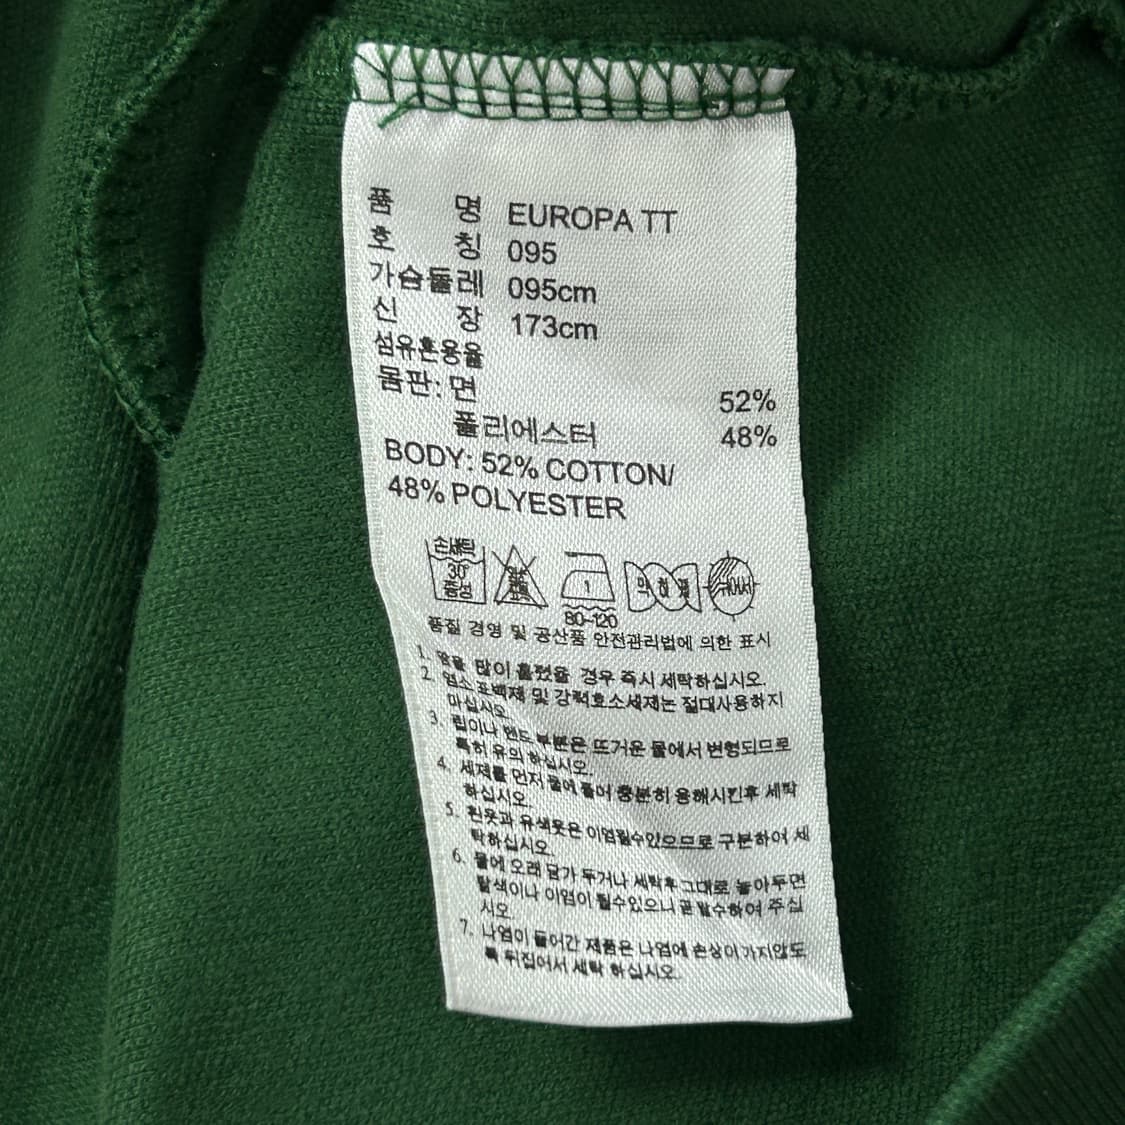 품 명 EUROPA TT
호 칭 095
가슴둘레 095cm
신 장 173cm
섬유혼용율
몸판: 면 52%
폴리에스터 48%
BODY: 52% COTTON/
48% POLYESTER
손세탁
30°
중성
1
80~120
약하게
뉘어서
품질 경영 및 공산품 안전관리법에 의한 표시
1. 땀을 많이 흘렸을 경우 즉시 세탁하십시오.
2. 염소표백제 및 강력효소세제는 절대사용하지
마십시오.
3. 립이나 밴드 부분은 뜨거운 물에서 변형되므로
특히 유의 하십시오.
4. 세제를 먼저 물에 풀어 충분히 용해시킨후 세탁
하십시오.
5. 흰옷과 유색옷은 이염될수있으므로 구분하여 세
탁하십시오.
6. 물에 오래 담가 두거나 세탁후 그대로 놓아두면
탈색이나 이염이 될수있으니 곧 탈수하여 주십
시오.
7. 나염이 들어간 제품은 나염에 손상이가지않도
록 뒤집어서 세탁 하십시오.